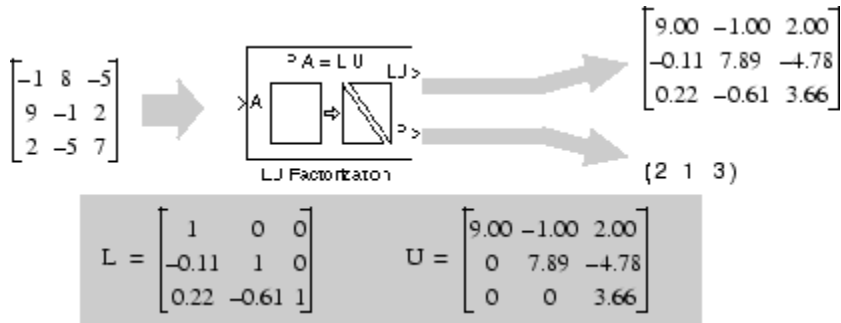 [-1 8 -5
9 -1 2
2 -5 7]
P A = L U
>A
⇨
LU >
P >
LU Factorization
[9.00 -1.00 2.00
-0.11 7.89 -4.78
0.22 -0.61 3.66]
(2 1 3)
L = [1 0 0
-0.11 1 0
0.22 -0.61 1]
U = [9.00 -1.00 2.00
0 7.89 -4.78
0 0 3.66]